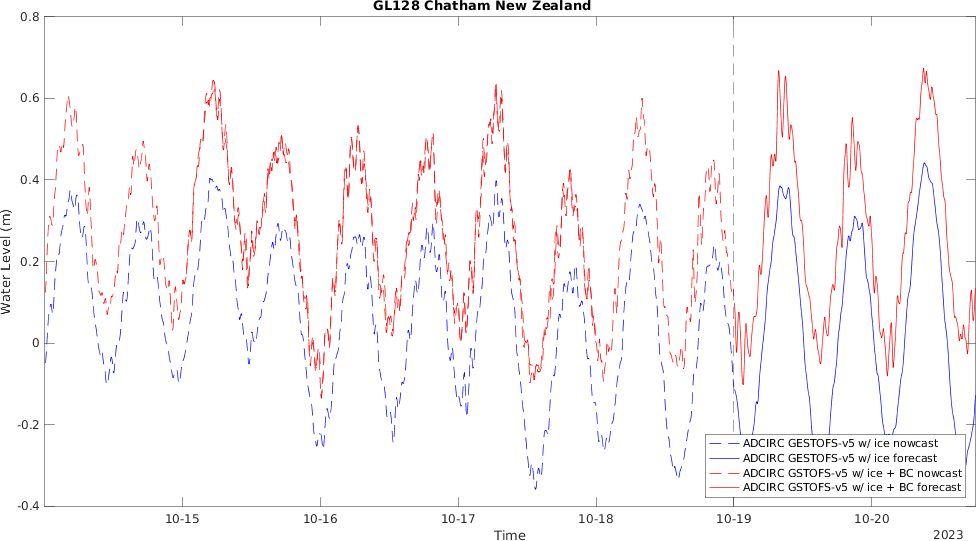 GL128 Chatham New Zealand
0.8
0.6
0.4
0.2
0
-0.2
-0.4
Water Level (m)
10-15
10-16
10-17
10-18
10-19
10-20
Time
2023
ADCIRC GESTOFS-v5 w/ ice nowcast
ADCIRC GESTOFS-v5 w/ ice forecast
ADCIRC GSTOFS-v5 w/ ice + BC nowcast
ADCIRC GSTOFS-v5 w/ ice + BC forecast